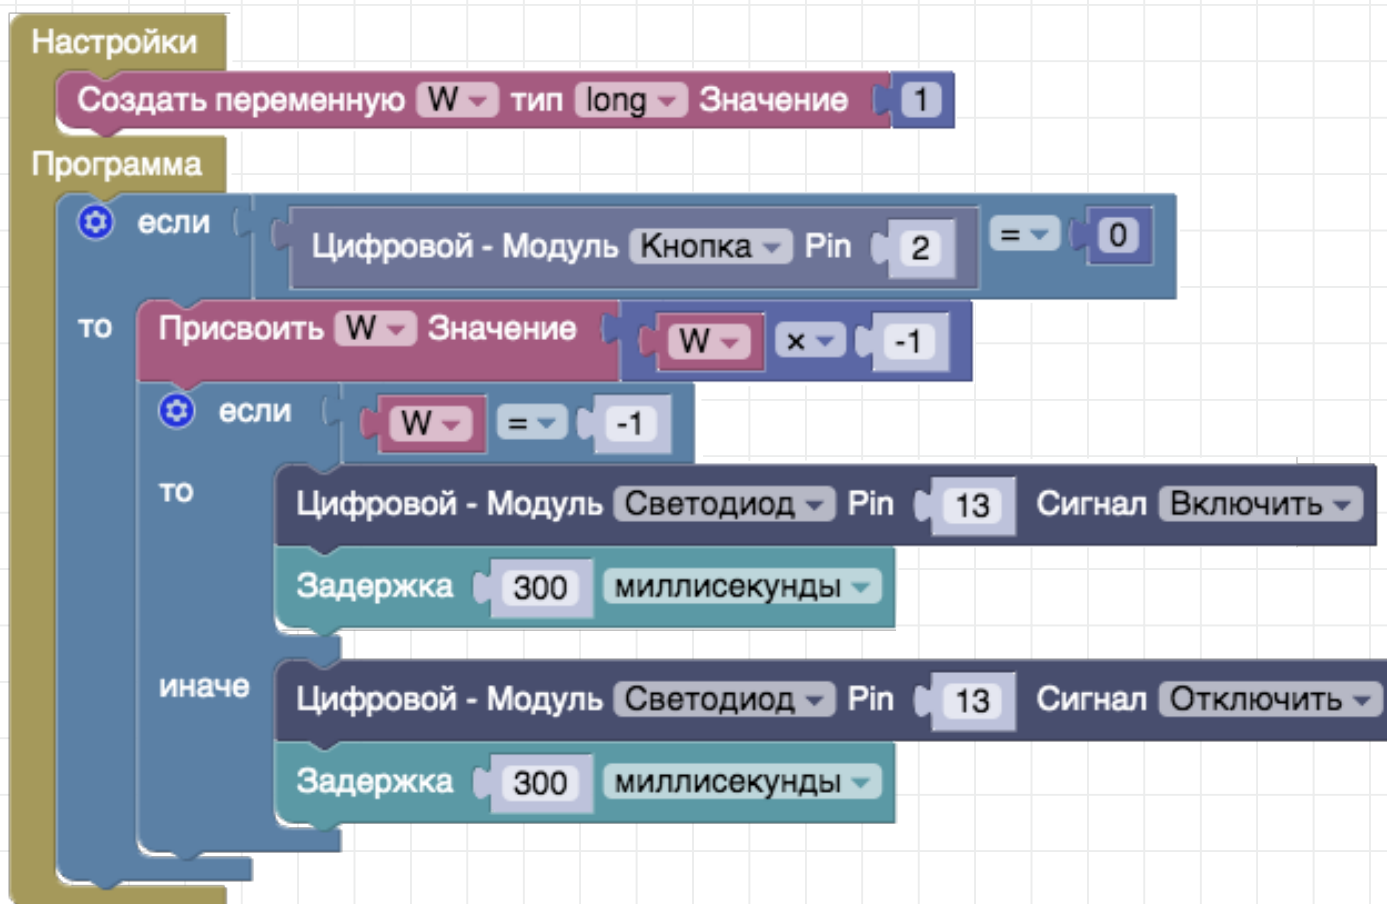 Настройки
Создать переменную W тип long Значение 1
Программа
если Цифровой - Модуль Кнопка Pin 2 = 0
то Присвоить W Значение W × -1
если W = -1
то Цифровой - Модуль Светодиод Pin 13 Сигнал Включить
Задержка 300 миллисекунды
иначе Цифровой - Модуль Светодиод Pin 13 Сигнал Отключить
Задержка 300 миллисекунды